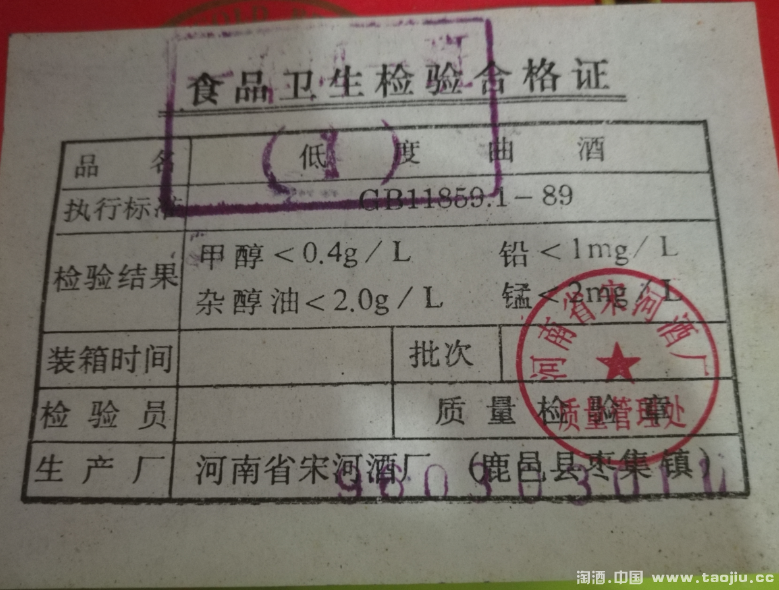 食品卫生检验合格证
品名 低度曲酒
(1)
执行标准 GB11859.1-89
检验结果 甲醇<0.4g/L 铅<1mg/L
杂醇油<2.0g/L 锰<2mg/L
装箱时间 批次
检验员 质量检验章
河南省宋河酒厂
质量管理处
生产厂 河南省宋河酒厂 (鹿邑县枣集镇)
淘酒.中国 www.taojiu.cc